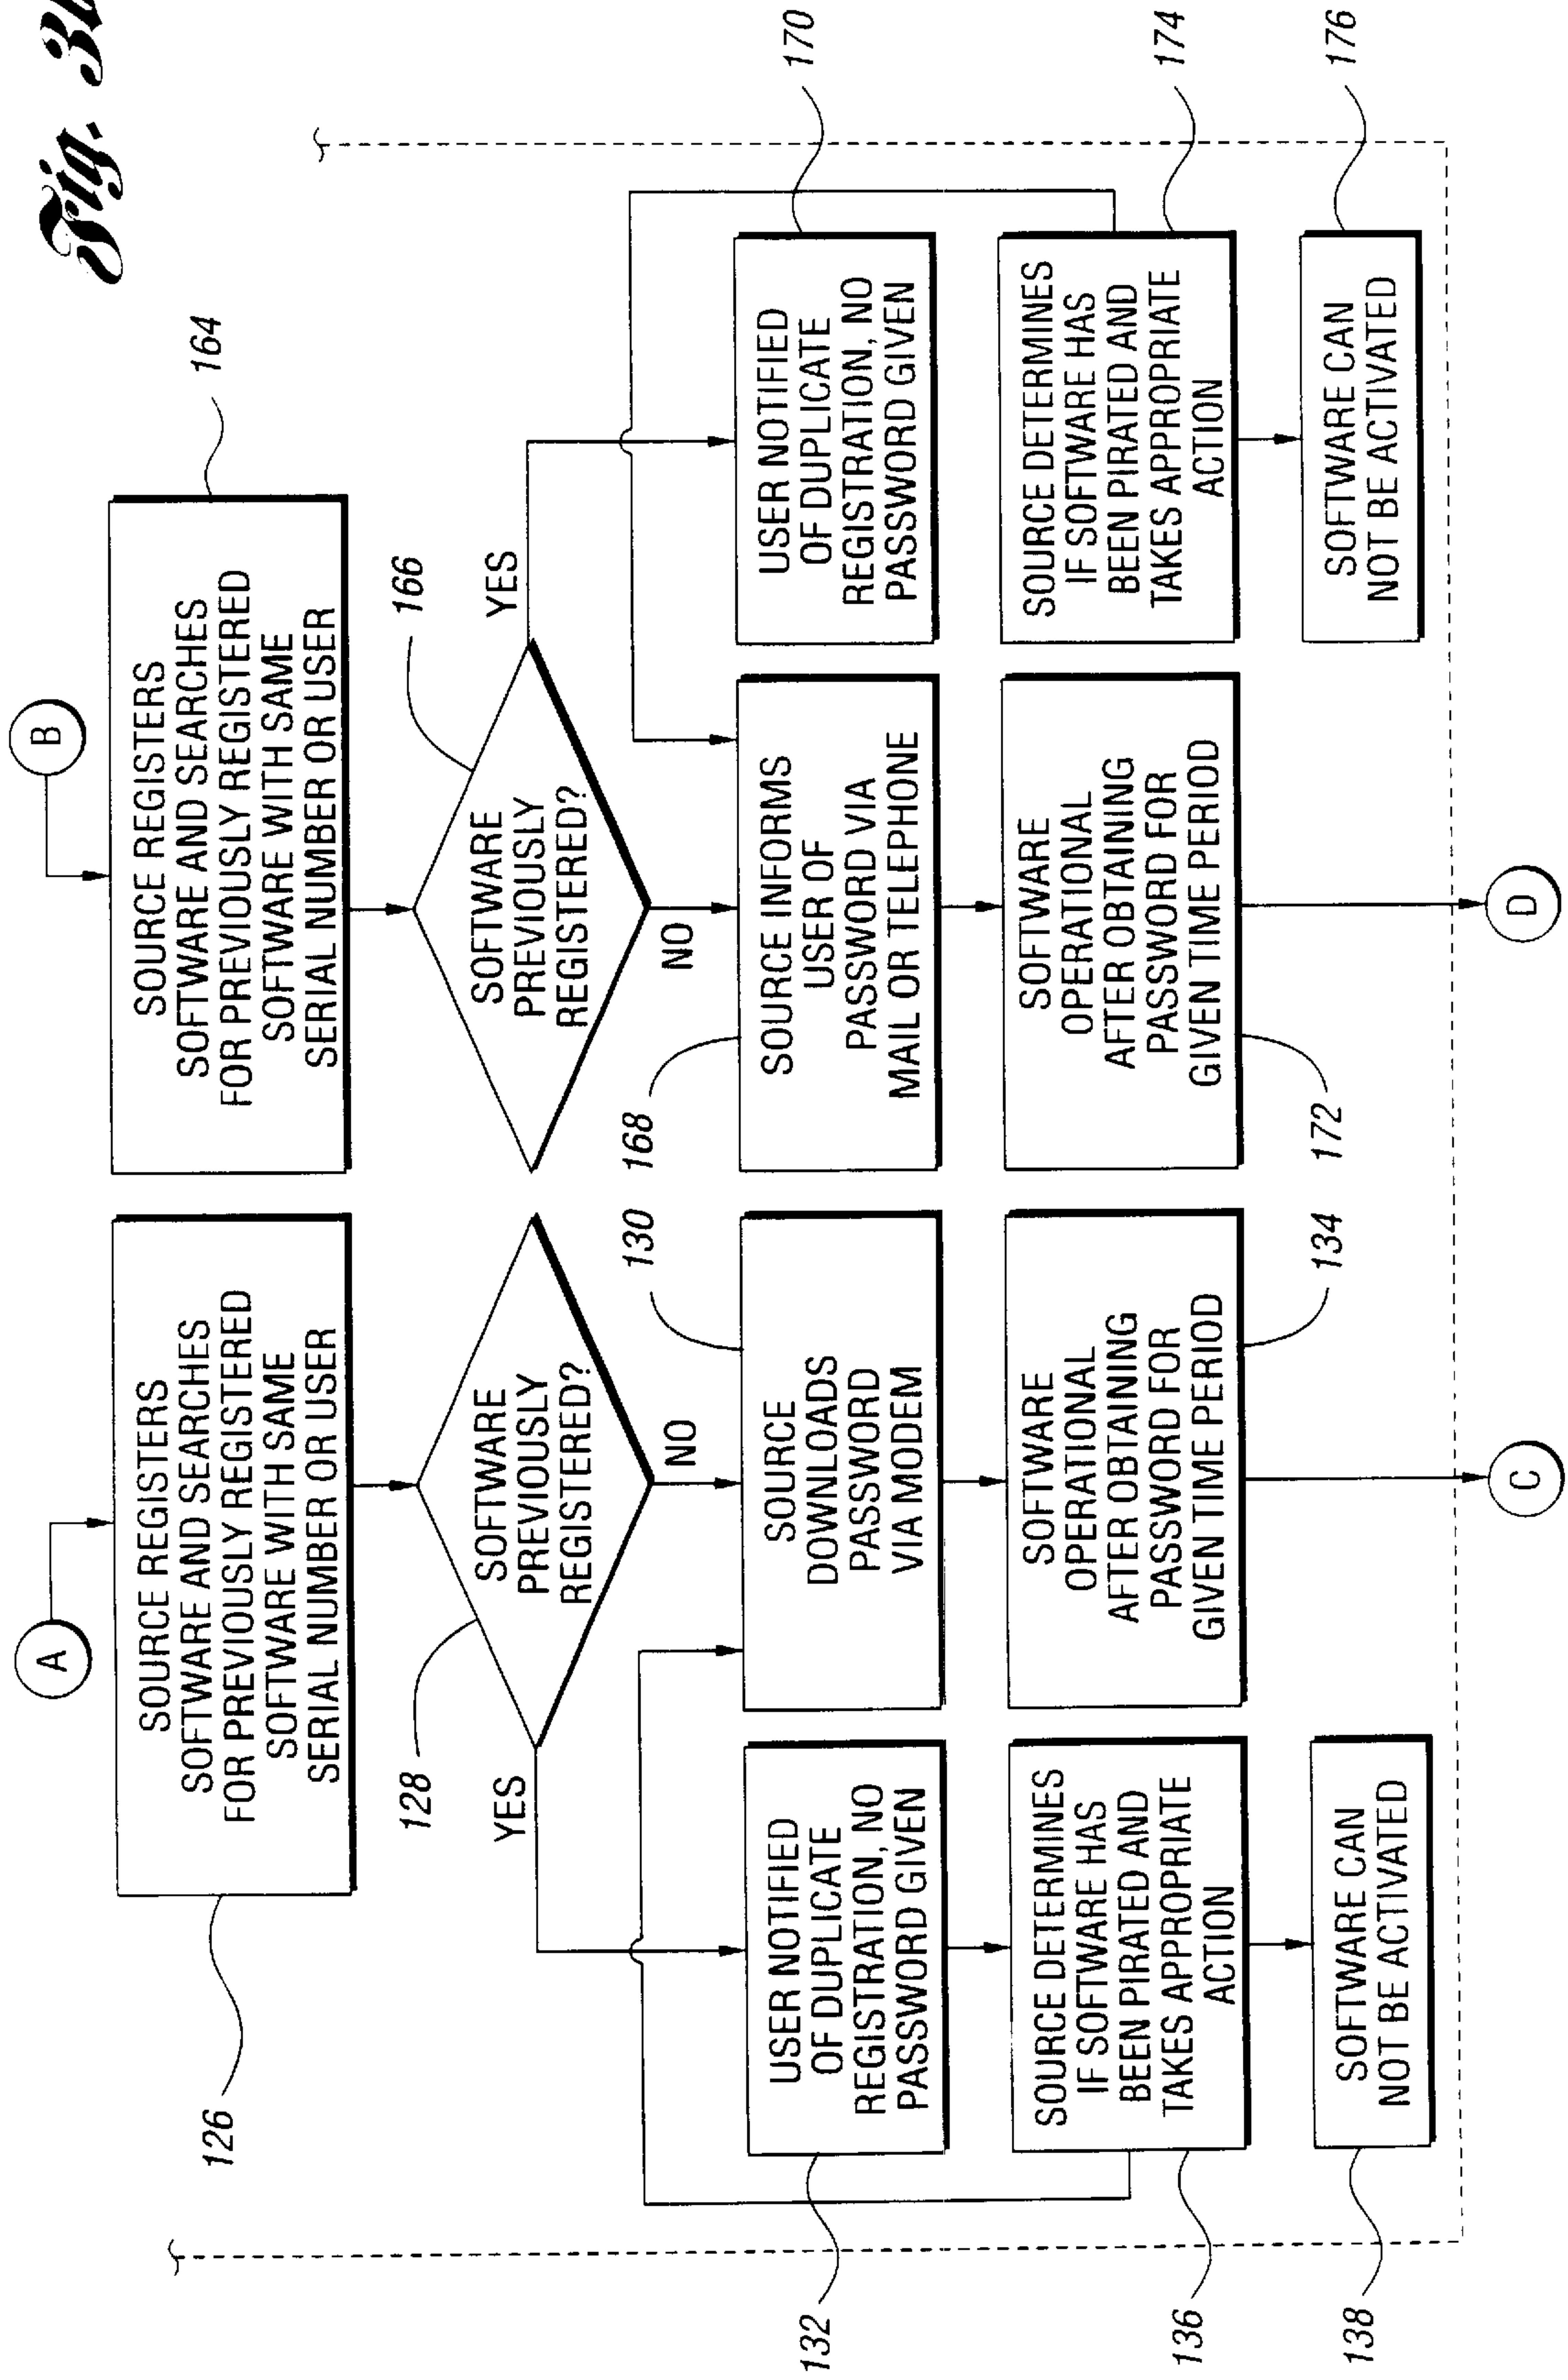 Fig. 3b
A
SOURCE REGISTERS
SOFTWARE AND SEARCHES
FOR PREVIOUSLY REGISTERED
SOFTWARE WITH SAME
SERIAL NUMBER OR USER
126
SOFTWARE
PREVIOUSLY
REGISTERED?
128
YES
NO
USER NOTIFIED
OF DUPLICATE
REGISTRATION, NO
PASSWORD GIVEN
132
SOURCE
DOWNLOADS
PASSWORD
VIA MODEM
130
SOURCE DETERMINES
IF SOFTWARE HAS
BEEN PIRATED AND
TAKES APPROPRIATE
ACTION
136
SOFTWARE
OPERATIONAL
AFTER OBTAINING
PASSWORD FOR
GIVEN TIME PERIOD
134
SOFTWARE CAN
NOT BE ACTIVATED
138
C
B
SOURCE REGISTERS
SOFTWARE AND SEARCHES
FOR PREVIOUSLY REGISTERED
SOFTWARE WITH SAME
SERIAL NUMBER OR USER
164
SOFTWARE
PREVIOUSLY
REGISTERED?
166
YES
NO
SOURCE INFORMS
USER OF
PASSWORD VIA
MAIL OR TELEPHONE
168
USER NOTIFIED
OF DUPLICATE
REGISTRATION, NO
PASSWORD GIVEN
170
SOFTWARE
OPERATIONAL
AFTER OBTAINING
PASSWORD FOR
GIVEN TIME PERIOD
172
SOURCE DETERMINES
IF SOFTWARE HAS
BEEN PIRATED AND
TAKES APPROPRIATE
ACTION
174
SOFTWARE CAN
NOT BE ACTIVATED
176
D